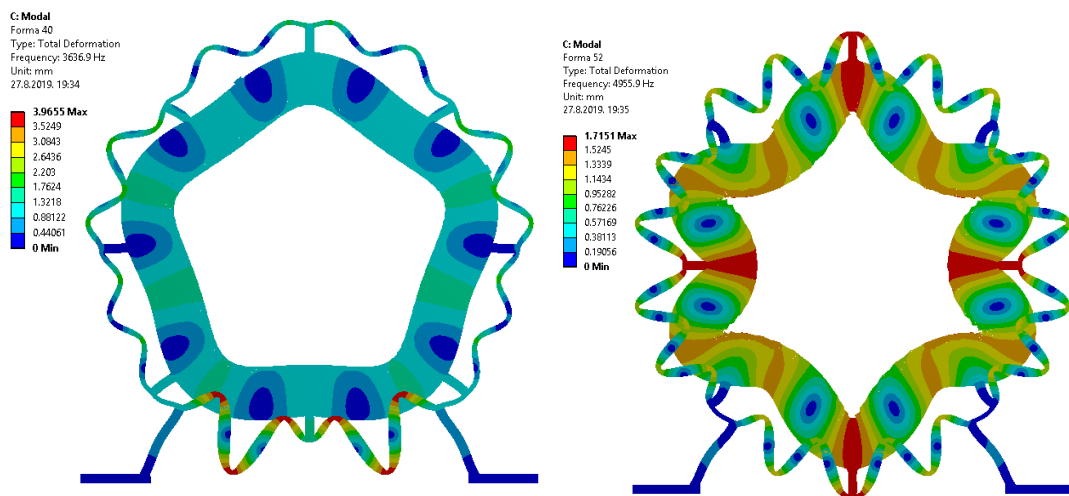 C: Modal
Forma 40
Type: Total Deformation
Frequency: 3636.9 Hz
Unit: mm
27.8.2019. 19:34
3.9655 Max
3.5249
3.0843
2.6436
2.203
1.7624
1.3218
0.88122
0.44061
0 Min
C: Modal
Forma 52
Type: Total Deformation
Frequency: 4955.9 Hz
Unit: mm
27.8.2019. 19:35
1.7151 Max
1.5245
1.3339
1.1434
0.95282
0.76226
0.57169
0.38113
0.19056
0 Min